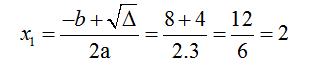 x₁ = (-b + √Δ)/2a = (8 + 4)/2.3 = 12/6 = 2